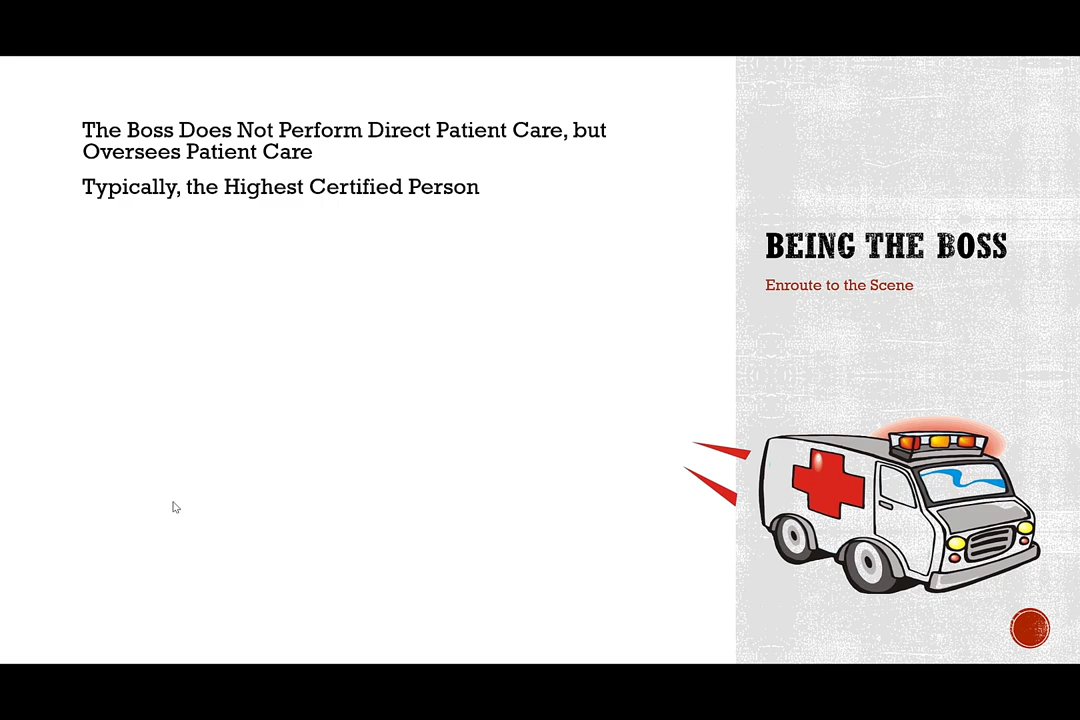 The Boss Does Not Perform Direct Patient Care, but
Oversees Patient Care
Typically, the Highest Certified Person
BEING THE BOSS
Enroute to the Scene